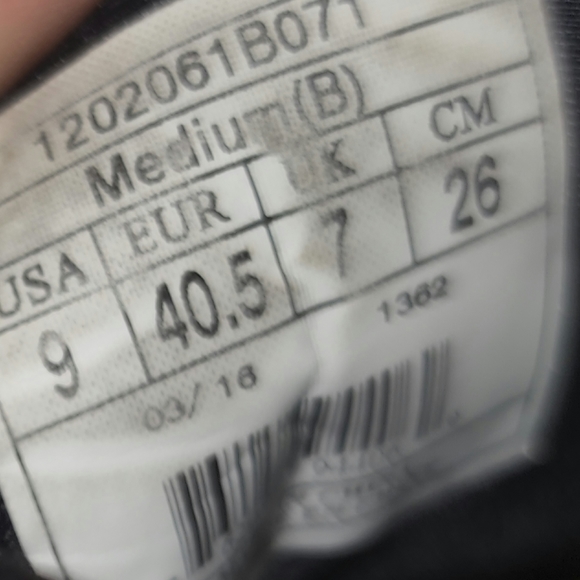 1202061B071
Medium(B)
USA EUR UK CM
9 40.5 7 26
03/ 16 1362